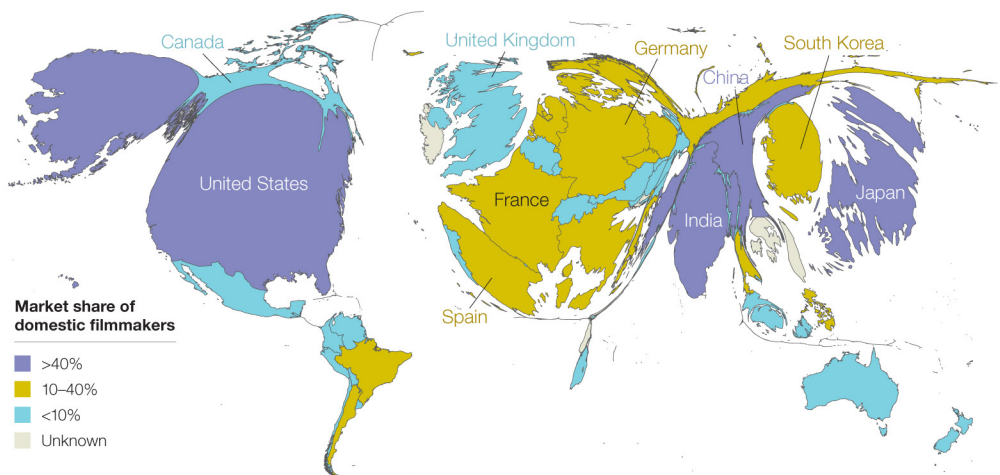 Canada
United Kingdom
Germany
South Korea
China
United States
France
India
Japan
Spain
Market share of
domestic filmmakers
>40%
10–40%
<10%
Unknown